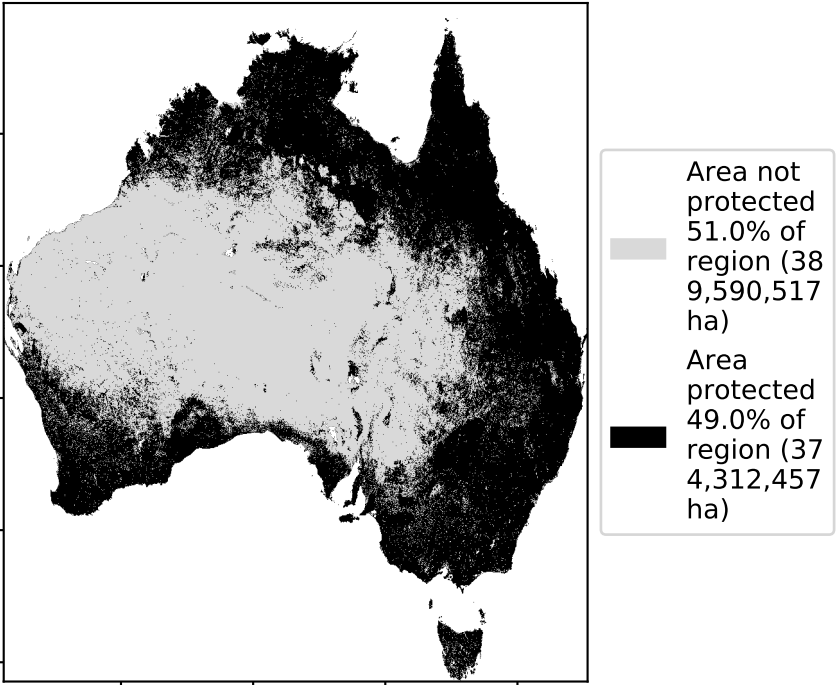 Area not
protected
51.0% of
region (38
9,590,517
ha)
Area
protected
49.0% of
region (37
4,312,457
ha)